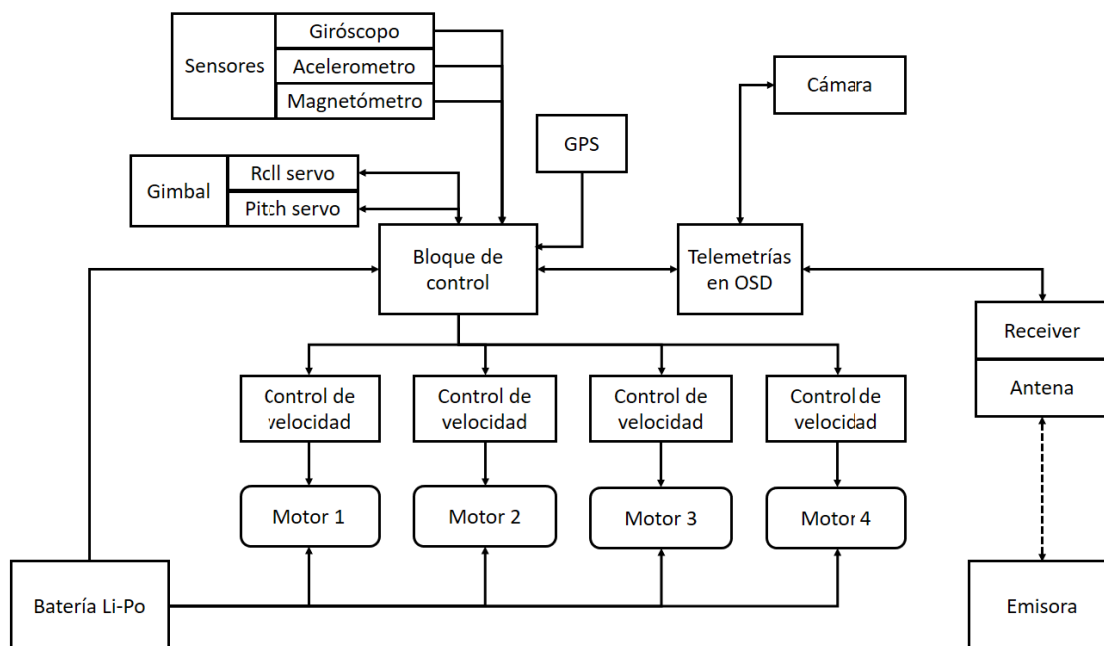 Sensores
Giróscopo
Acelerometro
Magnetómetro
Cámara
GPS
Gimbal
Roll servo
Pitch servo
Bloque de
control
Telemetrías
en OSD
Receiver
Antena
Control de
velocidad
Control de
velocidad
Control de
velocidad
Control de
velocidad
Motor 1
Motor 2
Motor 3
Motor 4
Batería Li-Po
Emisora